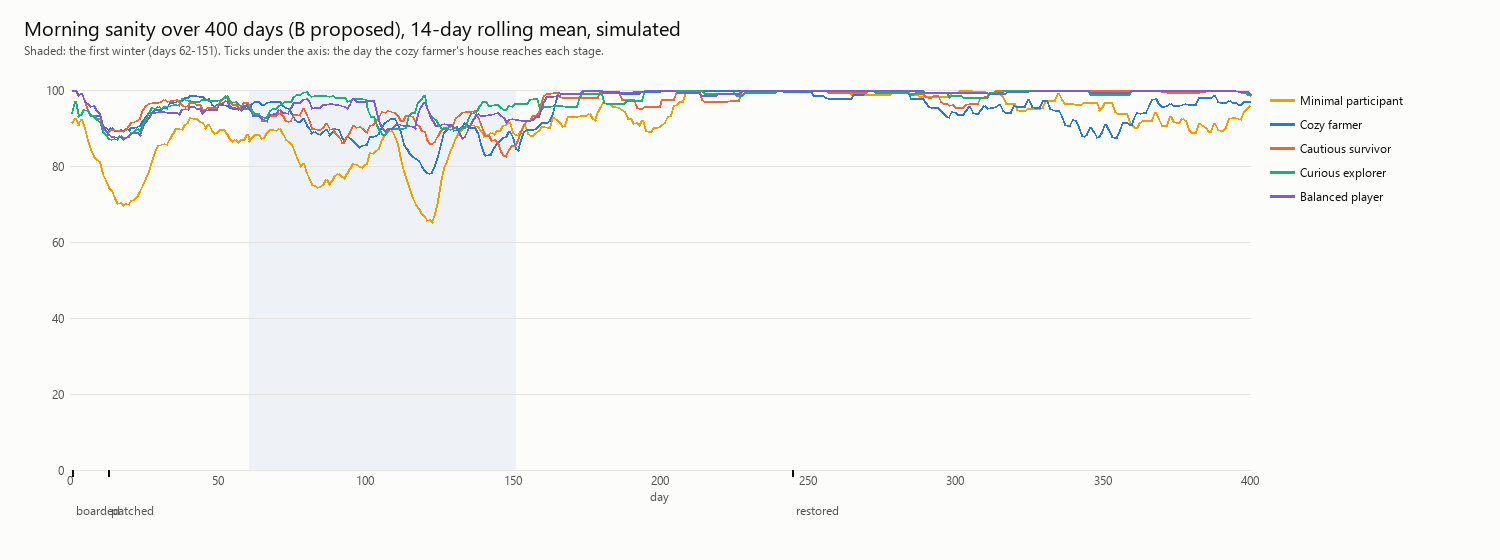 Morning sanity over 400 days (B proposed), 14-day rolling mean, simulated
Shaded: the first winter (days 62-151). Ticks under the axis: the day the cozy farmer's house reaches each stage.
100
80
60
40
20
0
0 50 100 150 200 250 300 350 400
day
boarded patched restored
Minimal participant
Cozy farmer
Cautious survivor
Curious explorer
Balanced player